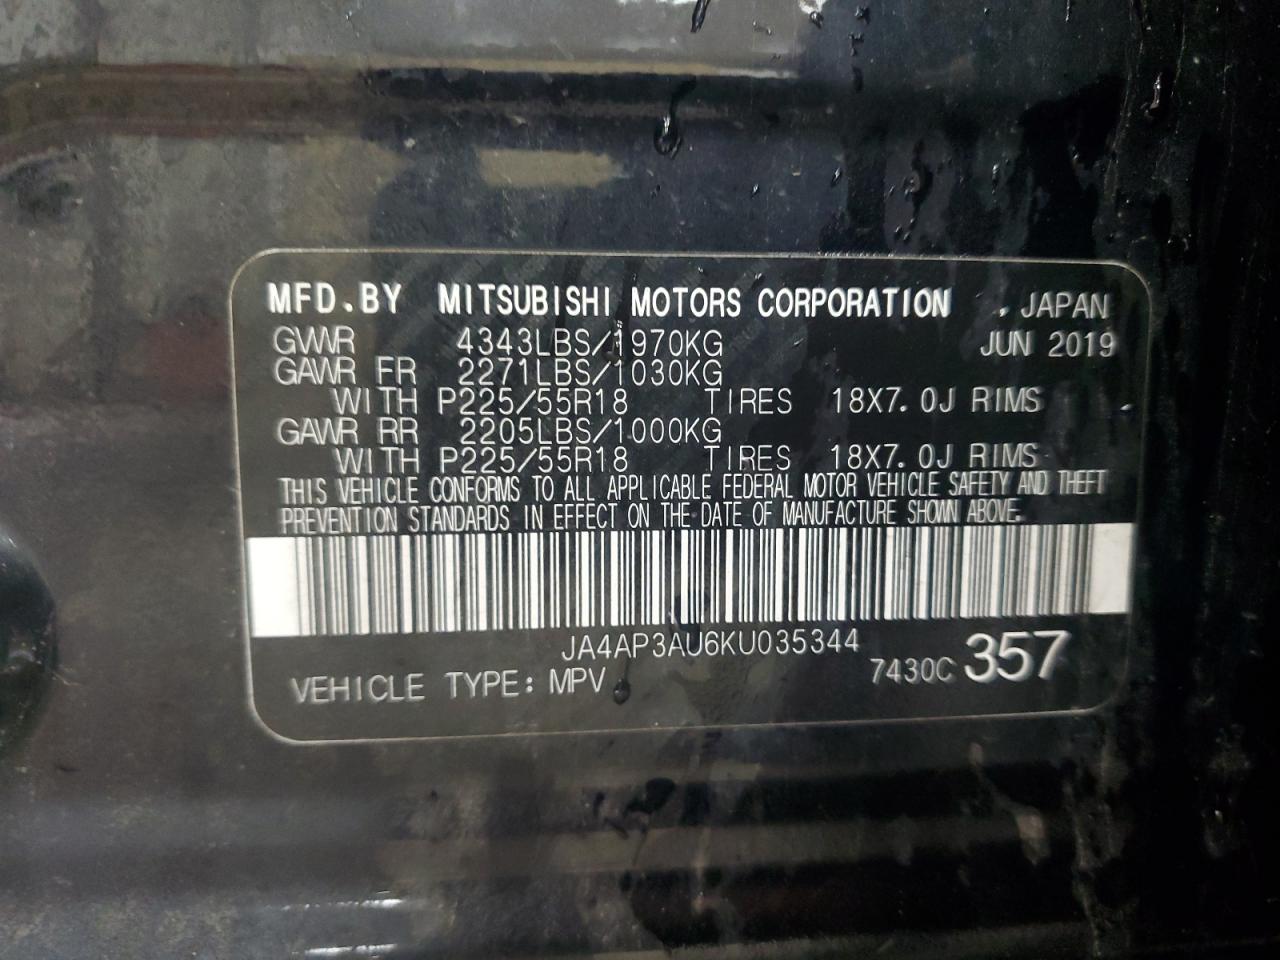 MFD.BY MITSUBISHI MOTORS CORPORATION , JAPAN
GVWR 4343LBS/1970KG JUN 2019
GAWR FR 2271LBS/1030KG
WITH P225/55R18 TIRES 18X7.0J RIMS
GAWR RR 2205LBS/1000KG
WITH P225/55R18 TIRES 18X7.0J RIMS
THIS VEHICLE CONFORMS TO ALL APPLICABLE FEDERAL MOTOR VEHICLE SAFETY AND THEFT
PREVENTION STANDARDS IN EFFECT ON THE DATE OF MANUFACTURE SHOWN ABOVE.
JA4AP3AU6KU035344
VEHICLE TYPE: MPV 7430C 357